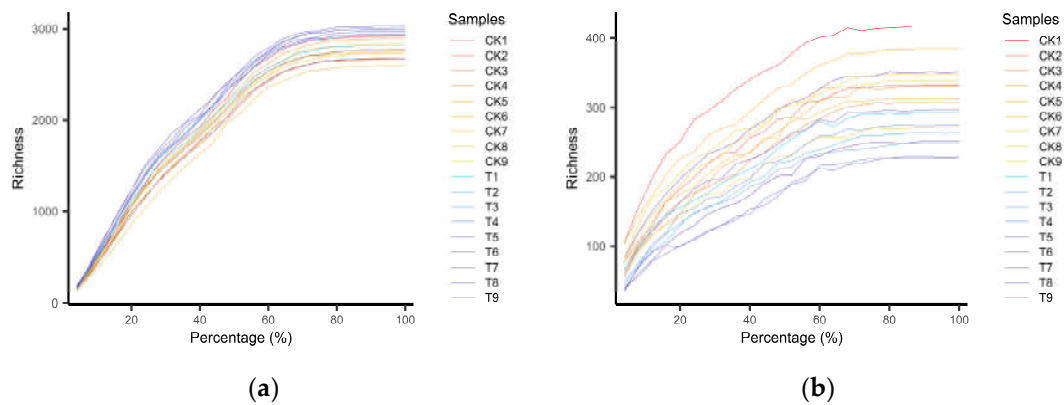 Samples
3000
2000
1000
0
Richness
20
40
60
80
100
Percentage (%)
CK1
CK2
CK3
CK4
CK5
CK6
CK7
CK8
CK9
T1
T2
T3
T4
T5
T6
T7
T8
T9
(a)
Samples
400
300
200
100
Richness
20
40
60
80
100
Percentage (%)
CK1
CK2
CK3
CK4
CK5
CK6
CK7
CK8
CK9
T1
T2
T3
T4
T5
T6
T7
T8
T9
(b)